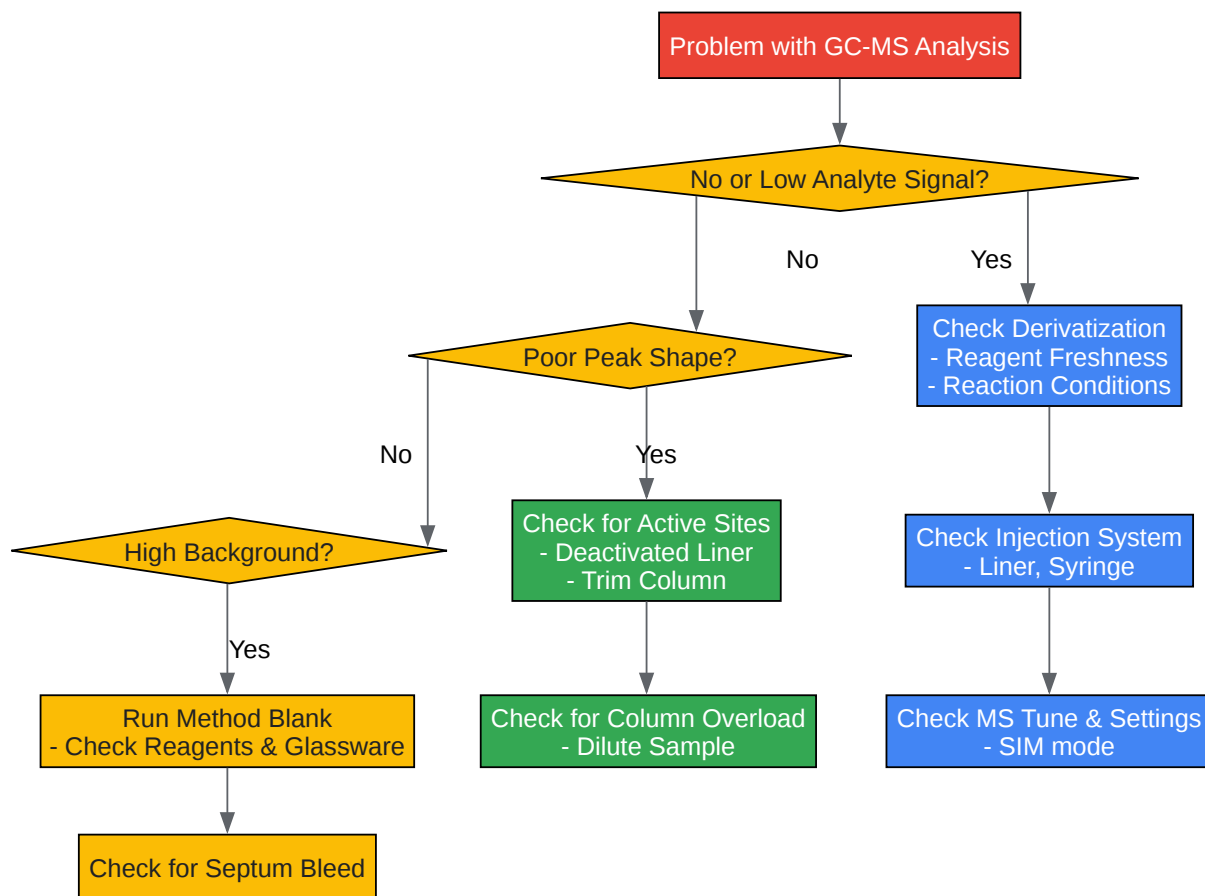 Problem with GC-MS Analysis
No or Low Analyte Signal?
No
Yes
Check Derivatization
- Reagent Freshness
- Reaction Conditions
Poor Peak Shape?
No
Yes
Check for Active Sites
- Deactivated Liner
- Trim Column
Check Injection System
- Liner, Syringe
High Background?
Yes
Run Method Blank
- Check Reagents & Glassware
Check for Column Overload
- Dilute Sample
Check MS Tune & Settings
- SIM mode
Check for Septum Bleed